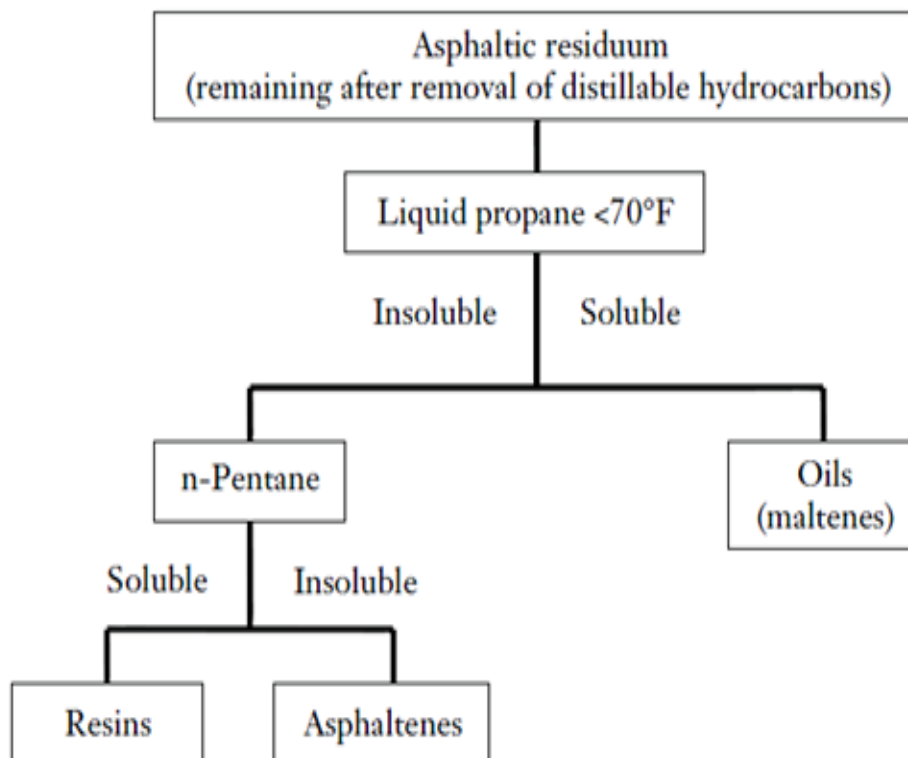 Asphaltic residuum
(remaining after removal of distillable hydrocarbons)
Liquid propane <70°F
Insoluble
Soluble
n-Pentane
Oils
(maltenes)
Soluble
Insoluble
Resins
Asphaltenes